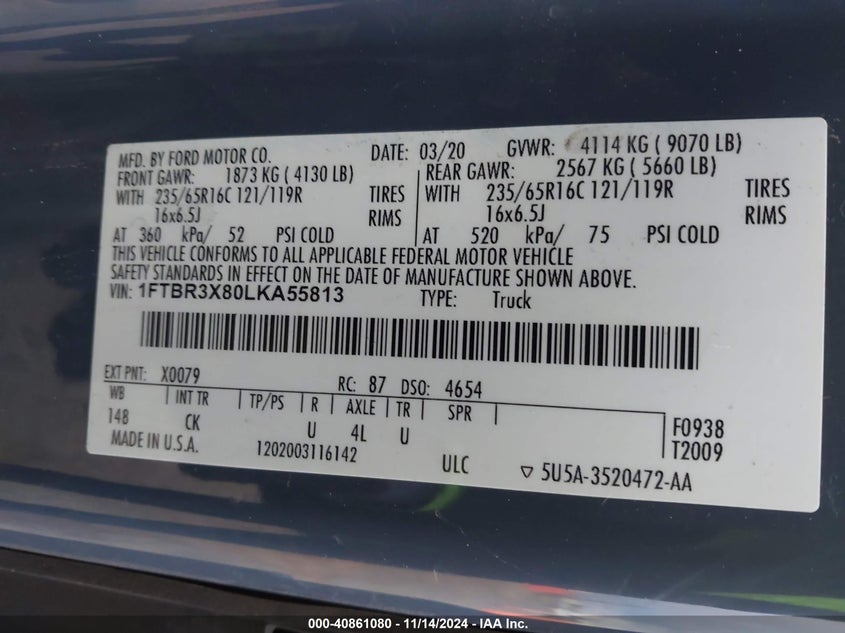 MFD. BY FORD MOTOR CO. DATE: 03/20 GVWR: 4114 KG ( 9070 LB)
FRONT GAWR: 1873 KG ( 4130 LB) REAR GAWR: 2567 KG ( 5660 LB)
WITH 235/65R16C 121/119R TIRES WITH 235/65R16C 121/119R TIRES
16x6.5J RIMS 16x6.5J RIMS
AT 360 kPa/ 52 PSI COLD AT 520 kPa/ 75 PSI COLD
THIS VEHICLE CONFORMS TO ALL APPLICABLE FEDERAL MOTOR VEHICLE
SAFETY STANDARDS IN EFFECT ON THE DATE OF MANUFACTURE SHOWN ABOVE.
VIN: 1FTBR3X80LKA55813 TYPE: Truck
EXT PNT: X0079 RC: 87 DSO: 4654
WB INT TR TP/PS R AXLE TR SPR
148 CK U 4L U F0938
MADE IN U.S.A. 1202003116142 ULC T2009
▽ 5U5A-3520472-AA
000-40861080 - 11/14/2024 - IAA Inc.